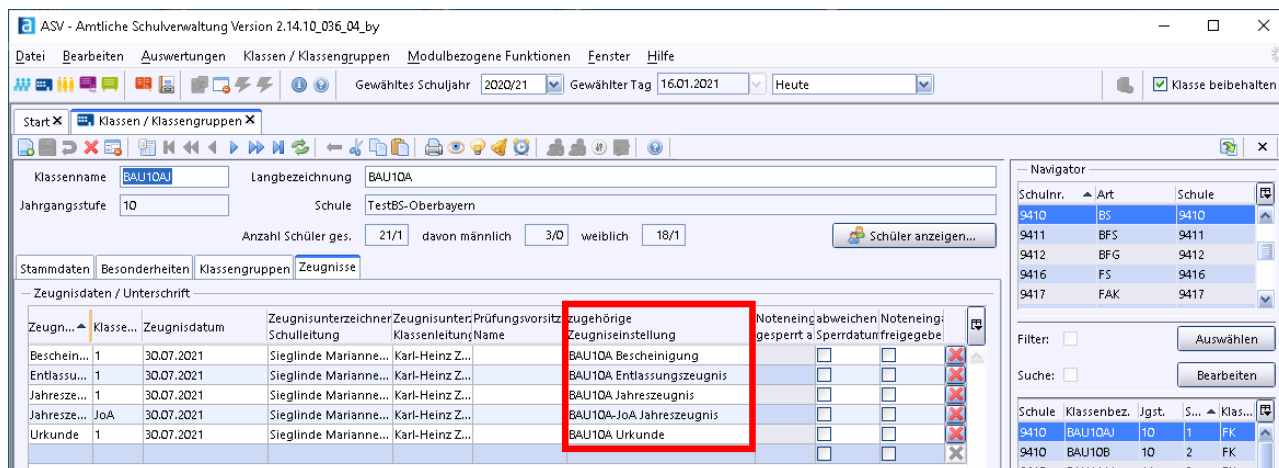 ASV - Amtliche Schulverwaltung Version 2.14.10_036_04_by
Datei Bearbeiten Auswertungen Klassen / Klassengruppen Modulbezogene Funktionen Fenster Hilfe
Gewähltes Schuljahr 2020/21 Gewählter Tag 16.01.2021 Heute Klasse beibehalten
Start Klassen / Klassengruppen
Klassenname BAU10AJ Langbezeichnung BAU10A
Jahrgangsstufe 10 Schule TestBS-Oberbayern
Anzahl Schüler ges. 21/1 davon männlich 3/0 weiblich 18/1 Schüler anzeigen...
Stammdaten Besonderheiten Klassengruppen Zeugnisse
Zeugnisdaten / Unterschrift
Zeugn... Klasse... Zeugnisdatum Zeugnisunterzeichner Schulleitung Zeugnisunter: Klassenleitung Prüfungsvorsitz Name zugehörige Zeugniseinstellung Noteneing gesperrt a abweichen Sperrdatum Noteneing: freigegebe
Beschein... 1 30.07.2021 Sieglinde Marianne... Karl-Heinz Z... BAU10A Bescheinigung
Entlassu... 1 30.07.2021 Sieglinde Marianne... Karl-Heinz Z... BAU10A Entlassungszeugnis
Jahresze... 1 30.07.2021 Sieglinde Marianne... Karl-Heinz Z... BAU10A Jahreszeugnis
Jahresze... JoA 30.07.2021 Sieglinde Marianne... Karl-Heinz Z... BAU10A-JoA Jahreszeugnis
Urkunde 1 30.07.2021 Sieglinde Marianne... Karl-Heinz Z... BAU10A Urkunde
Navigator
Schulnr. Art Schule
9410 BS 9410
9411 BFS 9411
9412 BFG 9412
9416 FS 9416
9417 FAK 9417
Filter: Auswählen
Suche: Bearbeiten
Schule Klassenbez. Jgst. S... Klas...
9410 BAU10AJ 10 1 FK
9410 BAU10B 10 2 FK